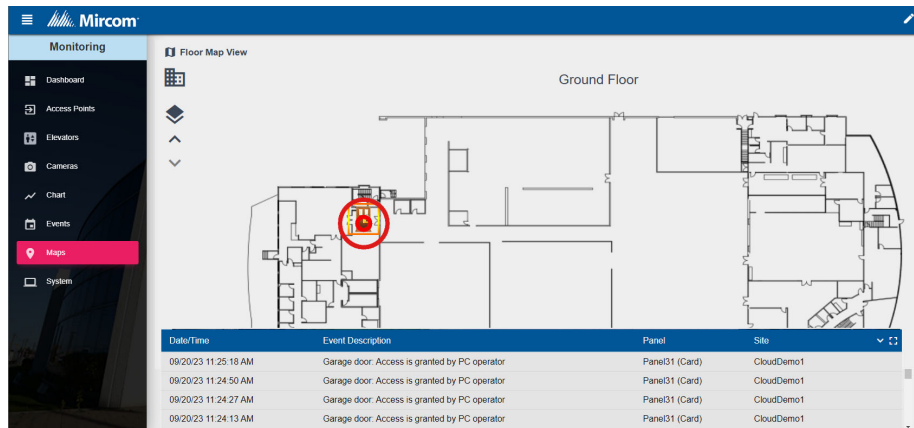 Mircom
Monitoring
Floor Map View
Dashboard
Ground Floor
Access Points
Elevators
Cameras
Chart
Events
Maps
System
Date/Time Event Description Panel Site
09/20/23 11:25:18 AM Garage door: Access is granted by PC operator Panel31 (Card) CloudDemo1
09/20/23 11:24:50 AM Garage door: Access is granted by PC operator Panel31 (Card) CloudDemo1
09/20/23 11:24:27 AM Garage door: Access is granted by PC operator Panel31 (Card) CloudDemo1
09/20/23 11:24:13 AM Garage door: Access is granted by PC operator Panel31 (Card) CloudDemo1